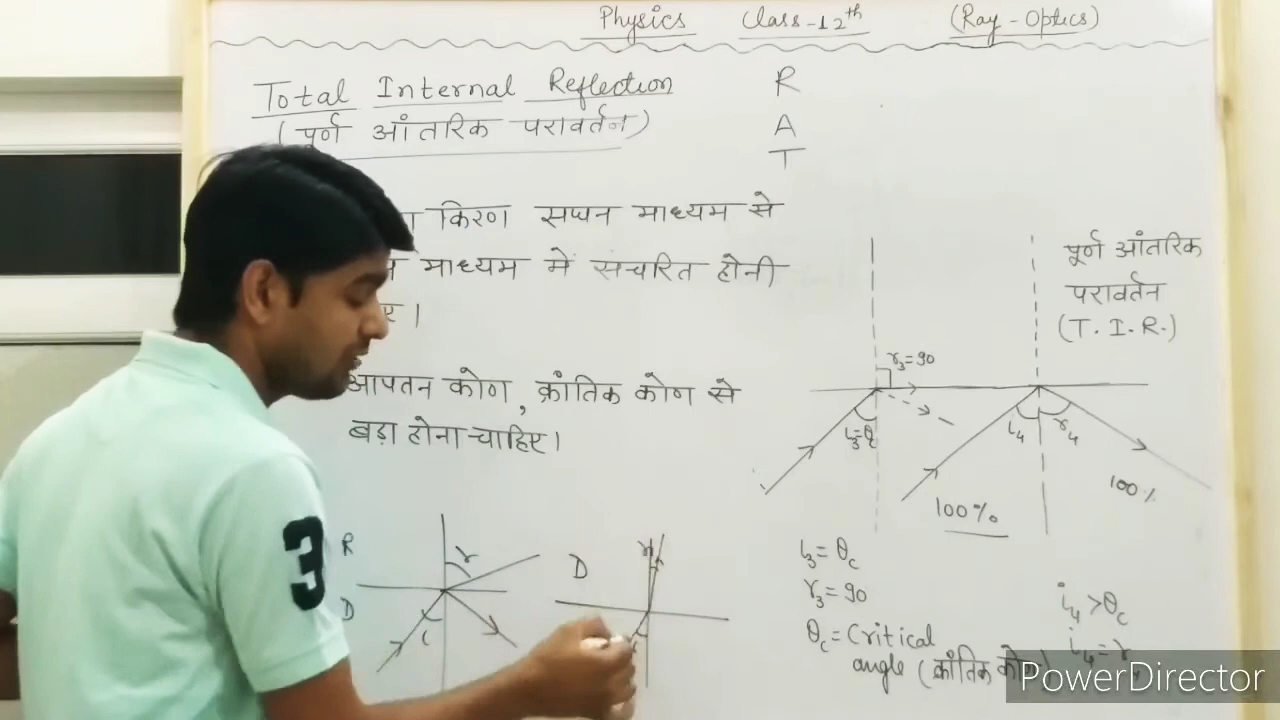 Physics Class-12th (Ray-Optics)
Total Internal Reflection
(पूर्ण आंतरिक परावर्तन)
R
A
T
किरण सघन माध्यम से
माध्यम में संचरित होनी
आपतन कोण, क्रांतिक कोण से
बड़ा होना चाहिए।
पूर्ण आंतरिक
परावर्तन
(T.I.R.)
r₃=90
i₃=θc
i₄ r₄
100%
100%
R
D
r
i
D
r
i₃=θc
r₃=90
θc=Critical
angle (क्रांतिक
i₄>θc
i₄=r
3
PowerDirector